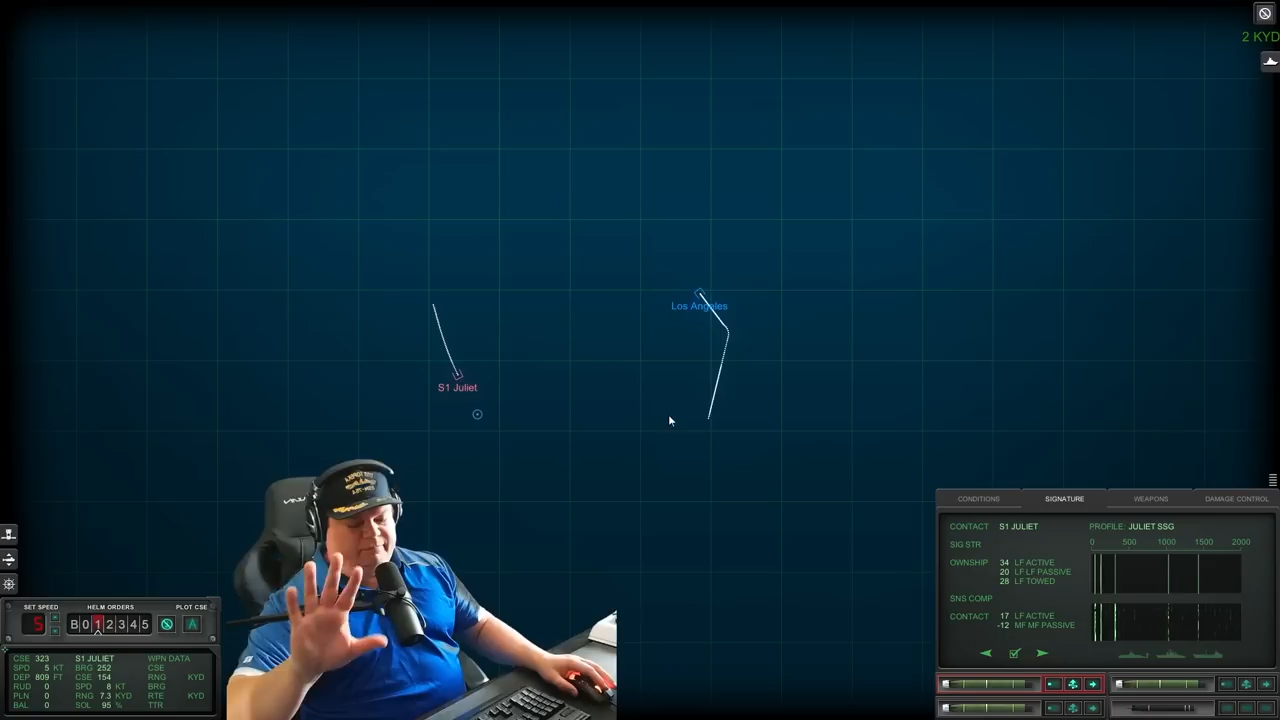 2 KYD
Los Angeles
S1 Juliet
SET SPEED
HELM ORDERS
PLOT CSE
5
B 0 1 2 3 4 5
A
CSE 323 S1 JULIET WPN DATA
SPD 5 KT BRG 252 CSE
DEP 809 FT CSE 154 RNG KYD
RUD 0 SPD 8 KT BRG
PLN 0 RNG 7.3 KYD RTE KYD
BAL 0 SOL 95 % TTR
CONDITIONS SIGNATURE WEAPONS DAMAGE CONTROL
CONTACT S1 JULIET PROFILE: JULIET SSG
SIG STR 0 500 1000 1500 2000
OWNSHIP 34 LF ACTIVE
20 LF LF PASSIVE
28 LF TOWED
SNS COMP
CONTACT 17 LF ACTIVE
-12 MF MF PASSIVE